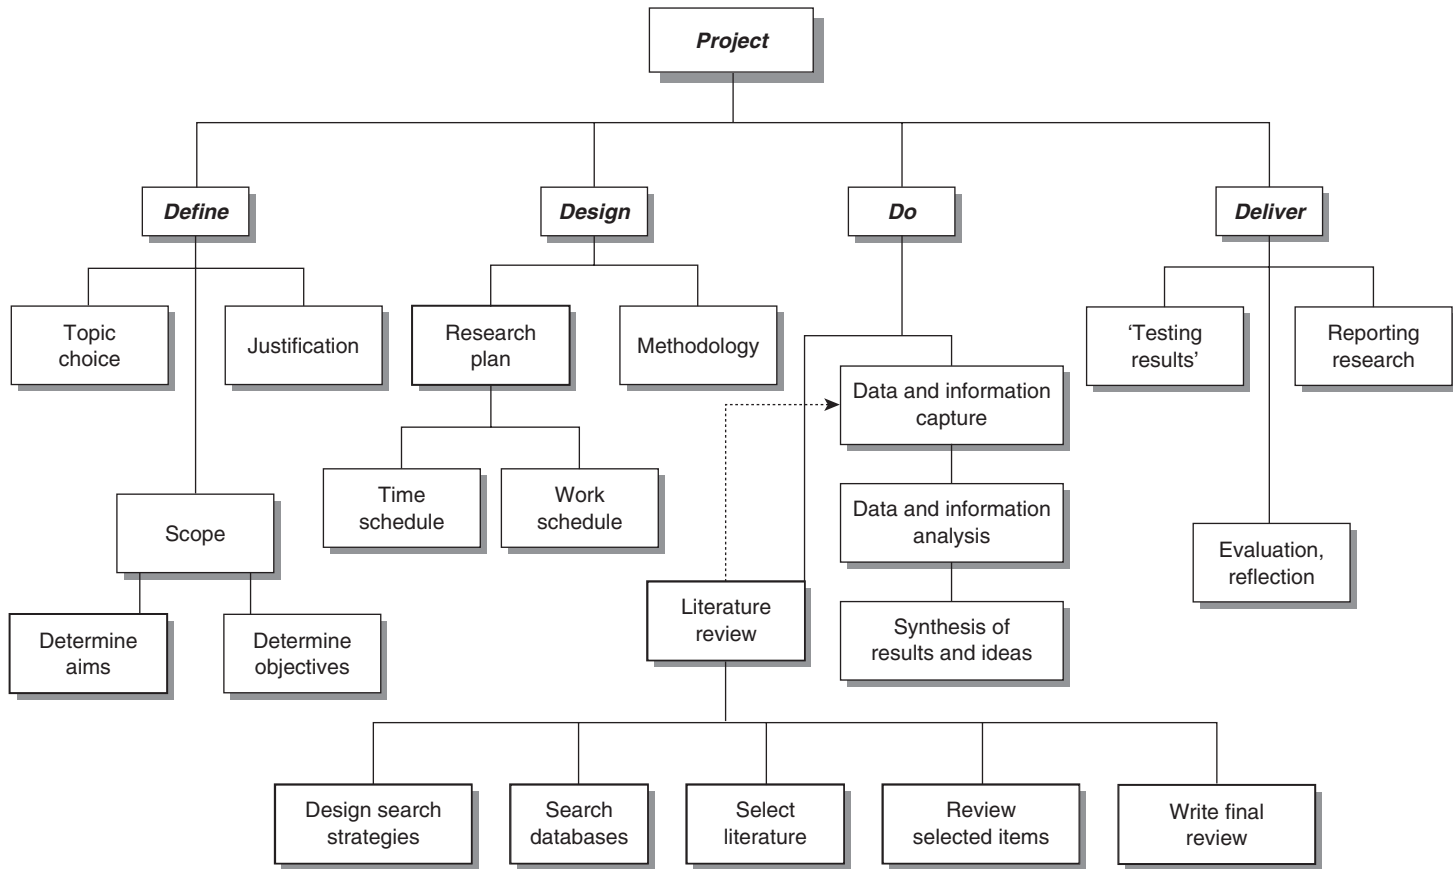 Project
Define
Design
Do
Deliver
Topic
choice
Justification
Research
plan
Methodology
‘Testing
results’
Reporting
research
Data and information
capture
Time
schedule
Work
schedule
Data and information
analysis
Scope
Evaluation,
reflection
Literature
review
Synthesis of
results and ideas
Determine
aims
Determine
objectives
Design search
strategies
Search
databases
Select
literature
Review
selected items
Write final
review